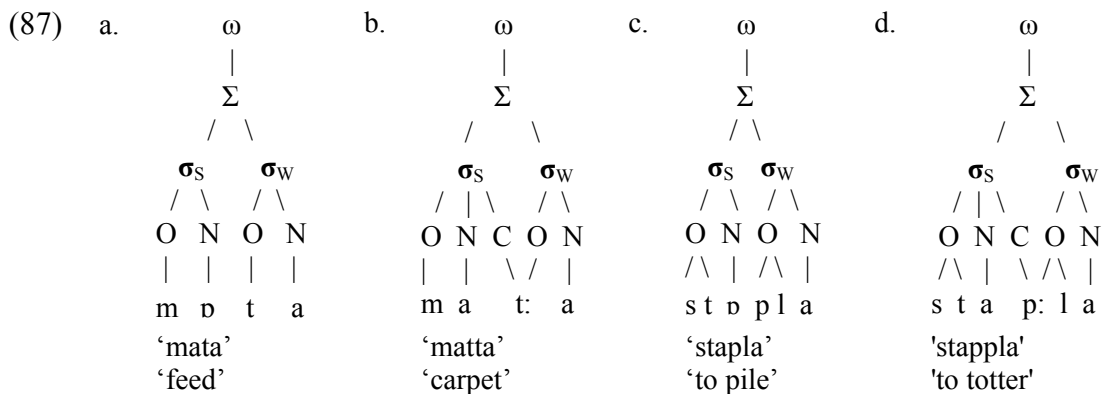 (87) a. ω b. ω c. ω d. ω
Σ Σ Σ Σ
σS σW σS σW σS σW σS σW
O N O N O N C O N O N O N O N C O N
m ɒ t a m a t: a s t ɒ p l a s t a p: l a
‘mata’ ‘matta’ ‘stapla’ 'stappla'
‘feed’ ‘carpet’ ‘to pile’ 'to totter'